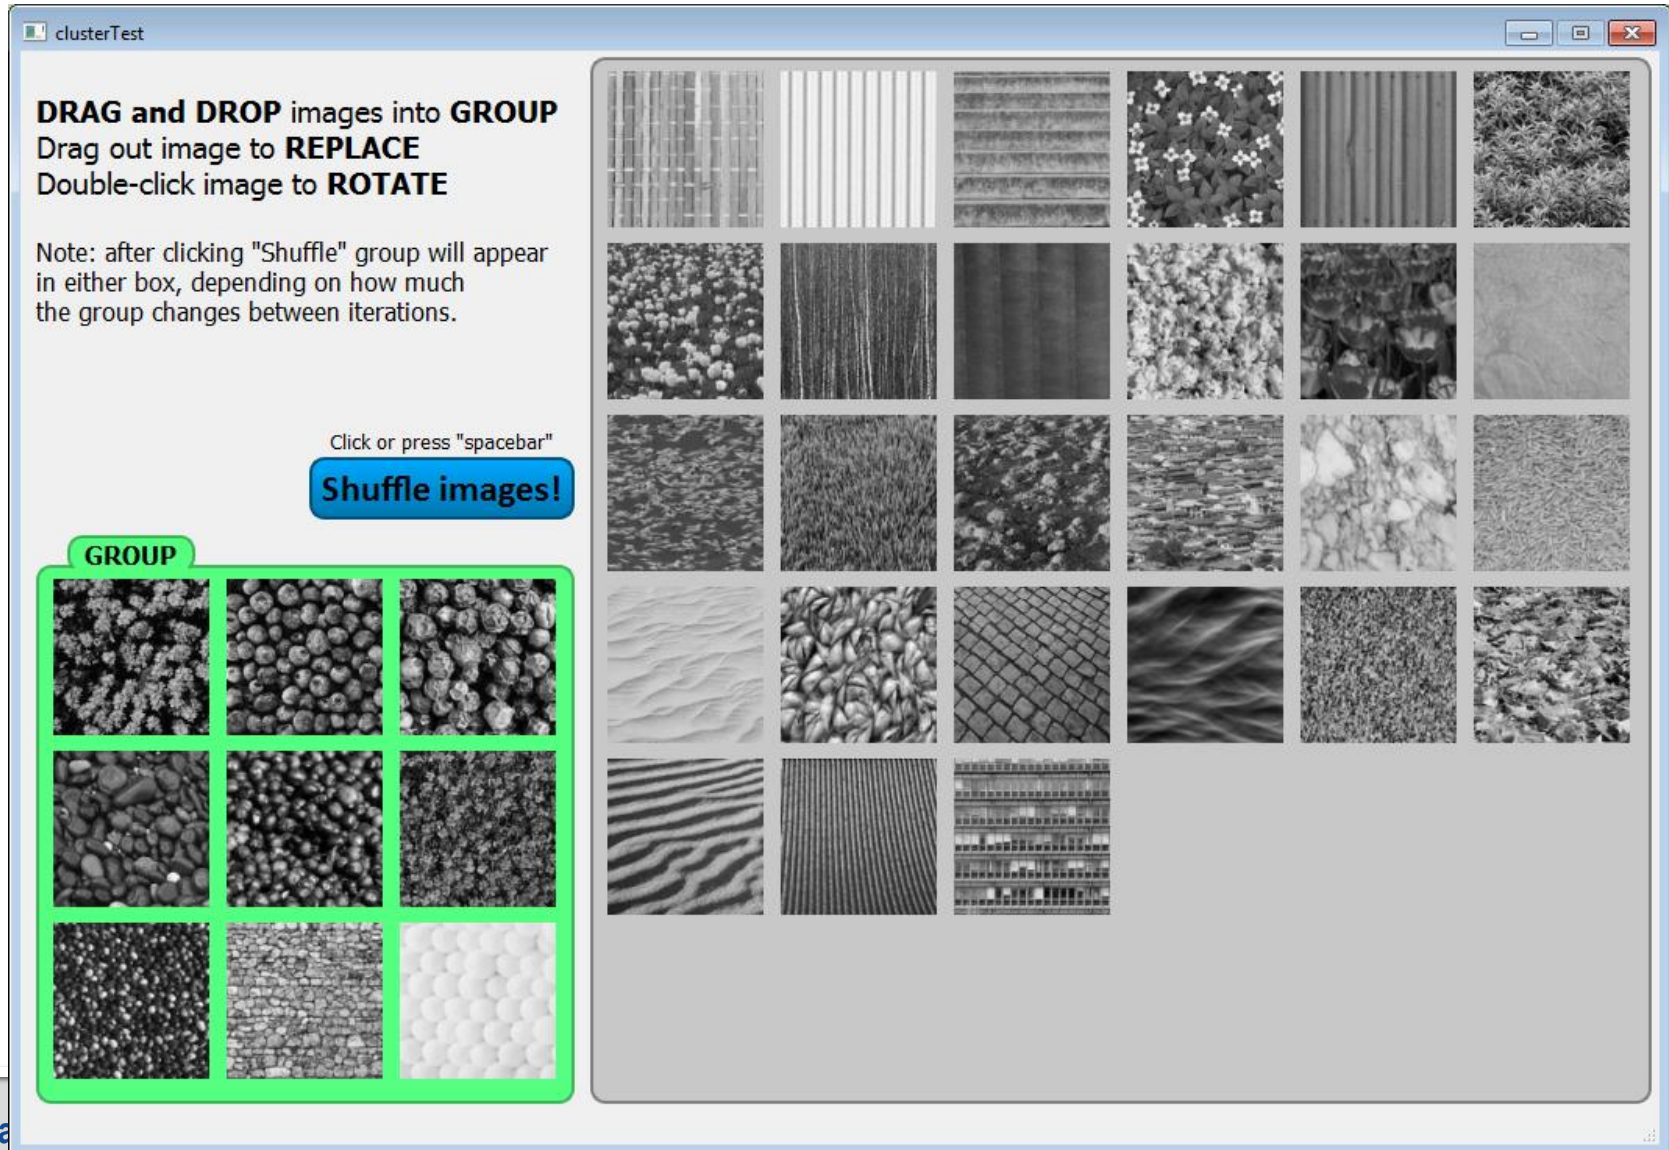 clusterTest
DRAG and DROP images into GROUP
Drag out image to REPLACE
Double-click image to ROTATE
Note: after clicking "Shuffle" group will appear
in either box, depending on how much
the group changes between iterations.
Click or press "spacebar"
Shuffle images!
GROUP